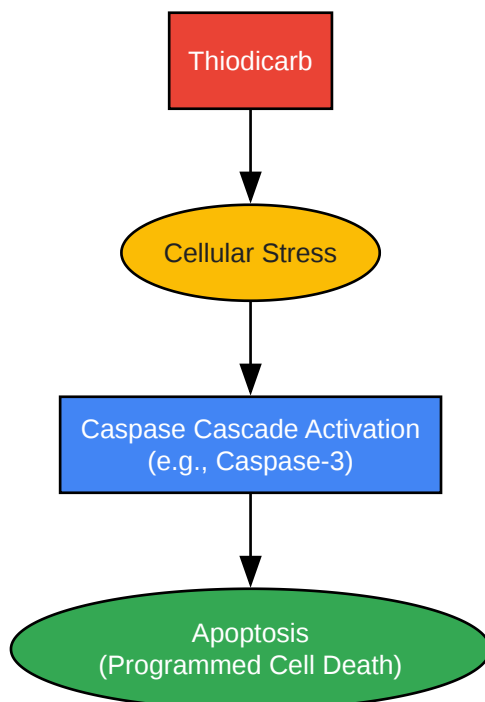 Thiodicarb
Cellular Stress
Caspase Cascade Activation
(e.g., Caspase-3)
Apoptosis
(Programmed Cell Death)